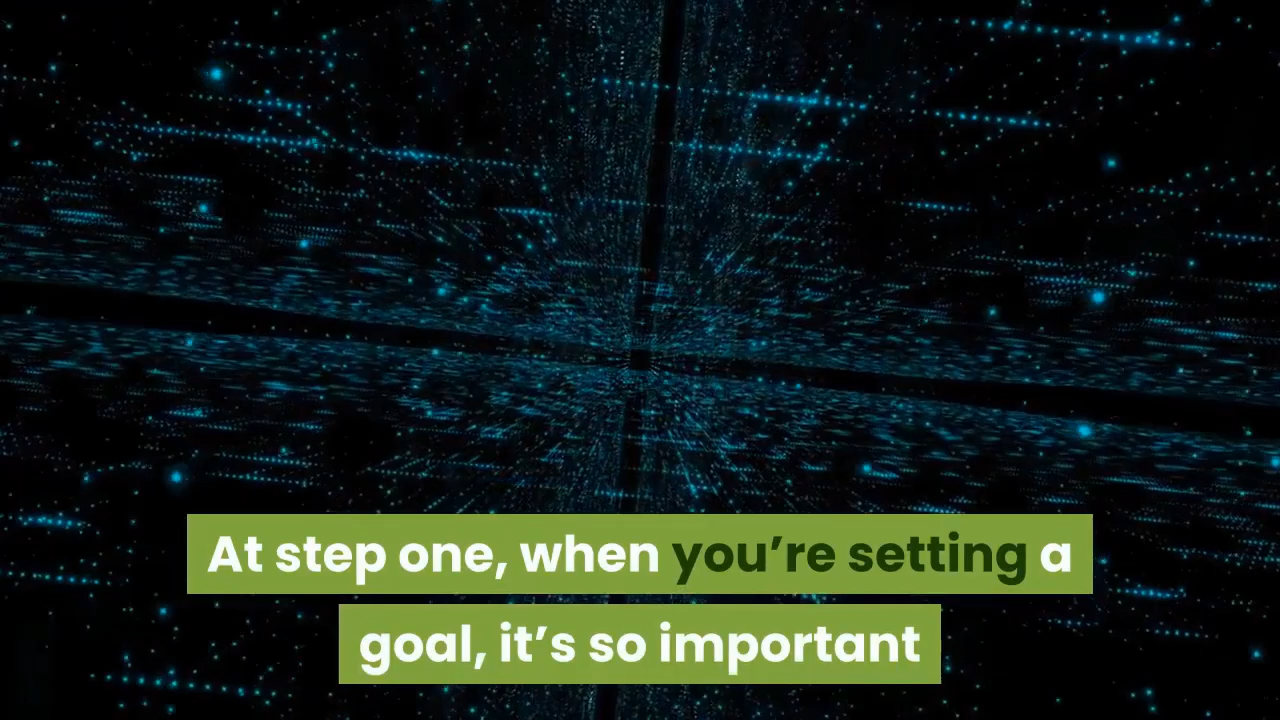 At step one, when you’re setting a
goal, it’s so important